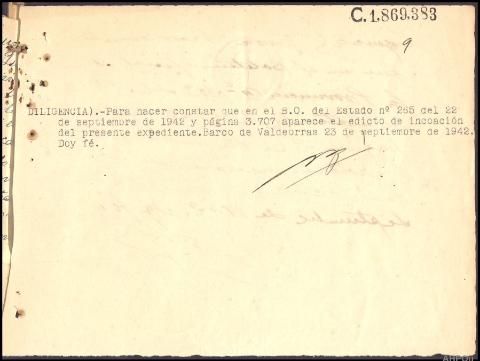 C.1.869.383
9
DILIGENCIA).-Para hacer constar que en el B.O. del Estado nº 265 del 22
de septiembre de 1942 y página 3.707 aparece el edicto de incoación
del presente expediente.Barco de Valdeorras 23 de septiembre de 1942.
Doy fé.
septiembre de